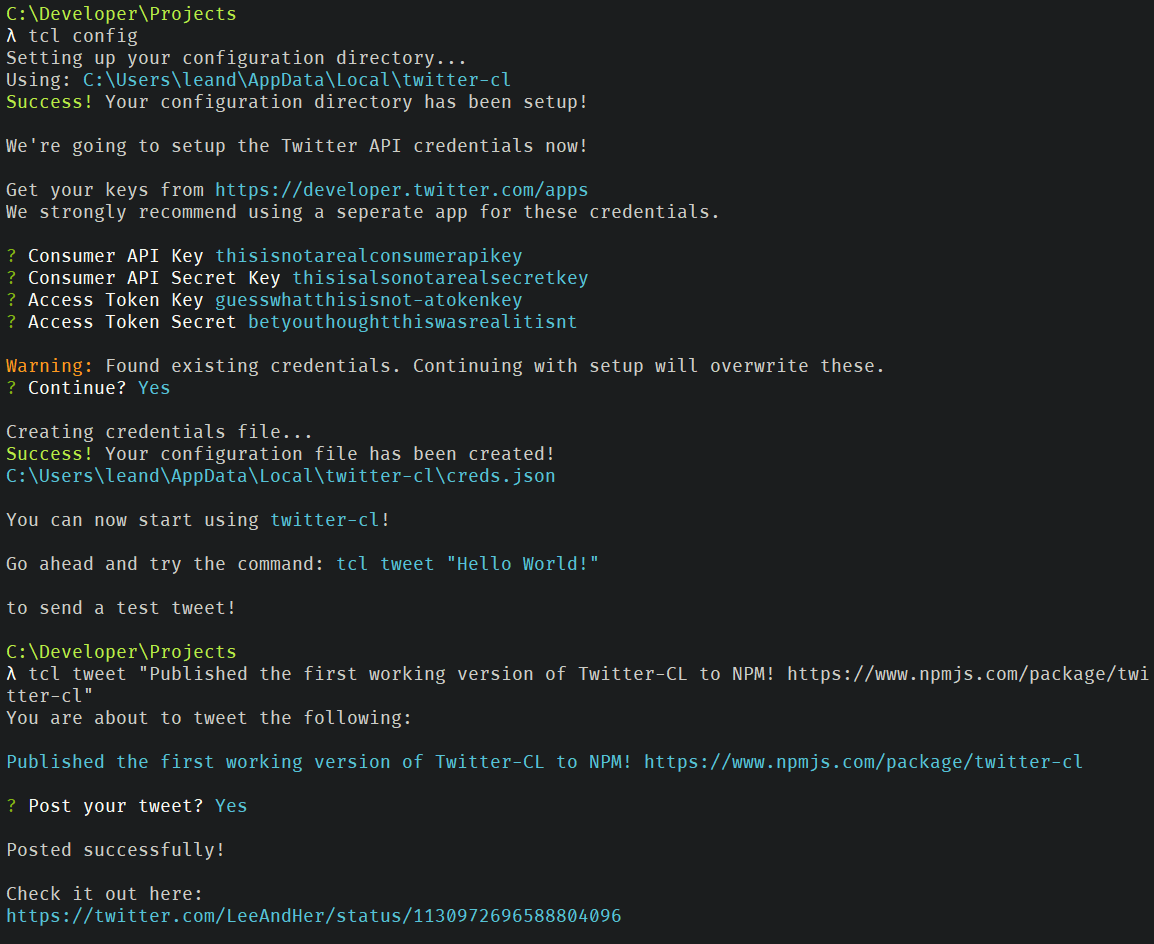 C:\Developer\Projects
λ tcl config
Setting up your configuration directory...
Using: C:\Users\leand\AppData\Local\twitter-cl
Success! Your configuration directory has been setup!
We're going to setup the Twitter API credentials now!
Get your keys from https://developer.twitter.com/apps
We strongly recommend using a seperate app for these credentials.
? Consumer API Key thisisnotarealconsumerapikey
? Consumer API Secret Key thisisalsonotarealsecretkey
? Access Token Key guesswhatthisisnot-atokenkey
? Access Token Secret betyouthoughtthiswasrealitisnt
Warning: Found existing credentials. Continuing with setup will overwrite these.
? Continue? Yes
Creating credentials file...
Success! Your configuration file has been created!
C:\Users\leand\AppData\Local\twitter-cl\creds.json
You can now start using twitter-cl!
Go ahead and try the command: tcl tweet "Hello World!"
to send a test tweet!
C:\Developer\Projects
λ tcl tweet "Published the first working version of Twitter-CL to NPM! https://www.npmjs.com/package/twi
tter-cl"
You are about to tweet the following:
Published the first working version of Twitter-CL to NPM! https://www.npmjs.com/package/twitter-cl
? Post your tweet? Yes
Posted successfully!
Check it out here:
https://twitter.com/LeeAndHer/status/1130972696588804096